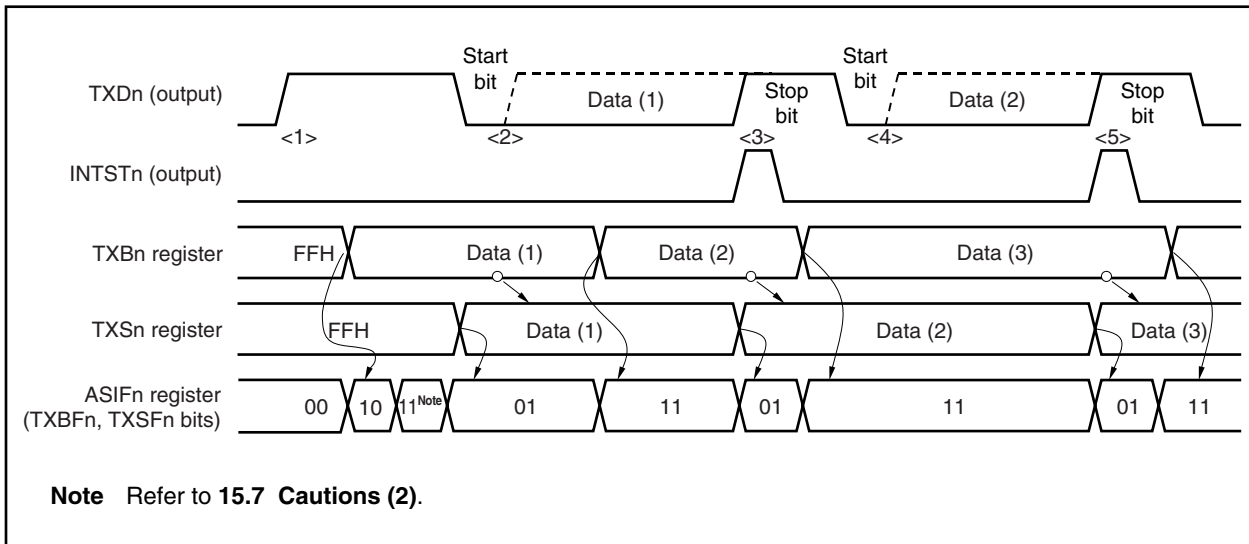 Start
bit
Start
bit
TXDn (output)
Data (1)
Stop
bit
Data (2)
Stop
bit
<1>
<2>
<3>
<4>
<5>
INTSTn (output)
TXBn register
FFH
Data (1)
Data (2)
Data (3)
TXSn register
FFH
Data (1)
Data (2)
Data (3)
ASIFn register
(TXBFn, TXSFn bits)
00
10
11Note
01
11
01
11
01
11
Note Refer to 15.7 Cautions (2).